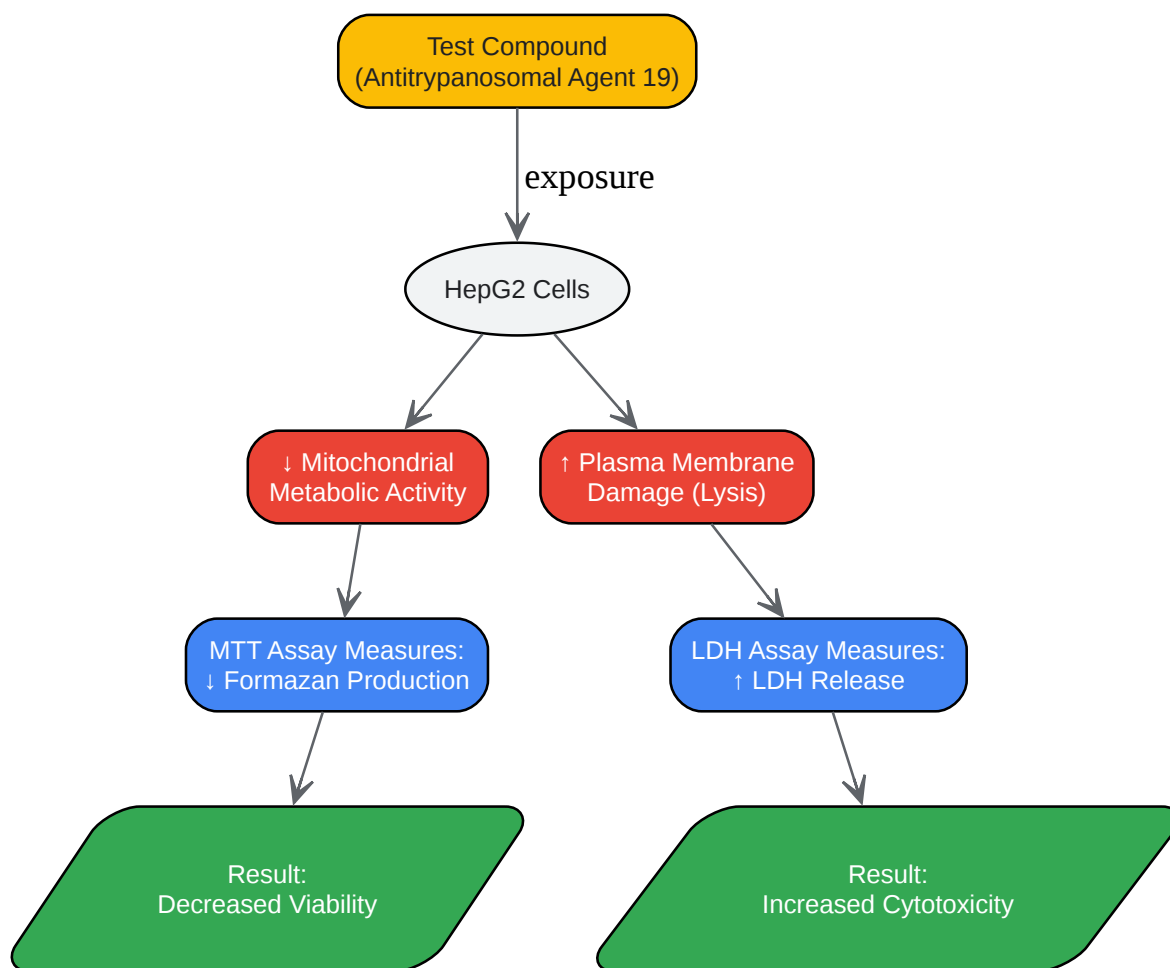 Test Compound
(Antitrypanosomal Agent 19)
exposure
HepG2 Cells
↓ Mitochondrial
Metabolic Activity
↑ Plasma Membrane
Damage (Lysis)
MTT Assay Measures:
↓ Formazan Production
LDH Assay Measures:
↑ LDH Release
Result:
Decreased Viability
Result:
Increased Cytotoxicity